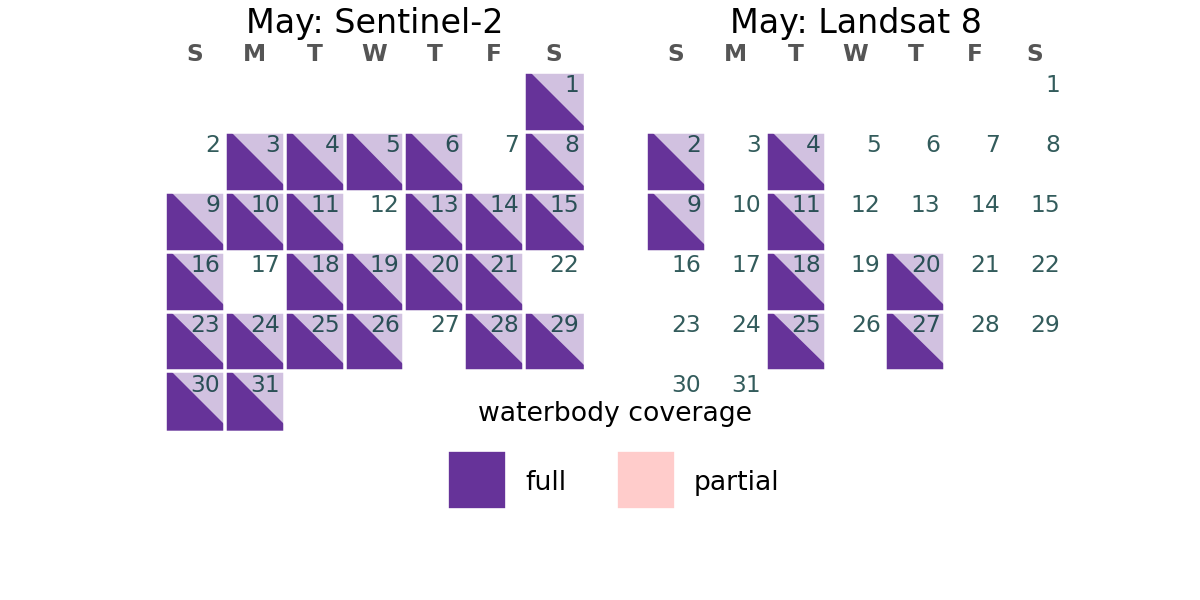 May: Sentinel-2
S M T W T F S
1
2 3 4 5 6 7 8
9 10 11 12 13 14 15
16 17 18 19 20 21 22
23 24 25 26 27 28 29
30 31
May: Landsat 8
S M T W T F S
1
2 3 4 5 6 7 8
9 10 11 12 13 14 15
16 17 18 19 20 21 22
23 24 25 26 27 28 29
30 31
waterbody coverage
full
partial